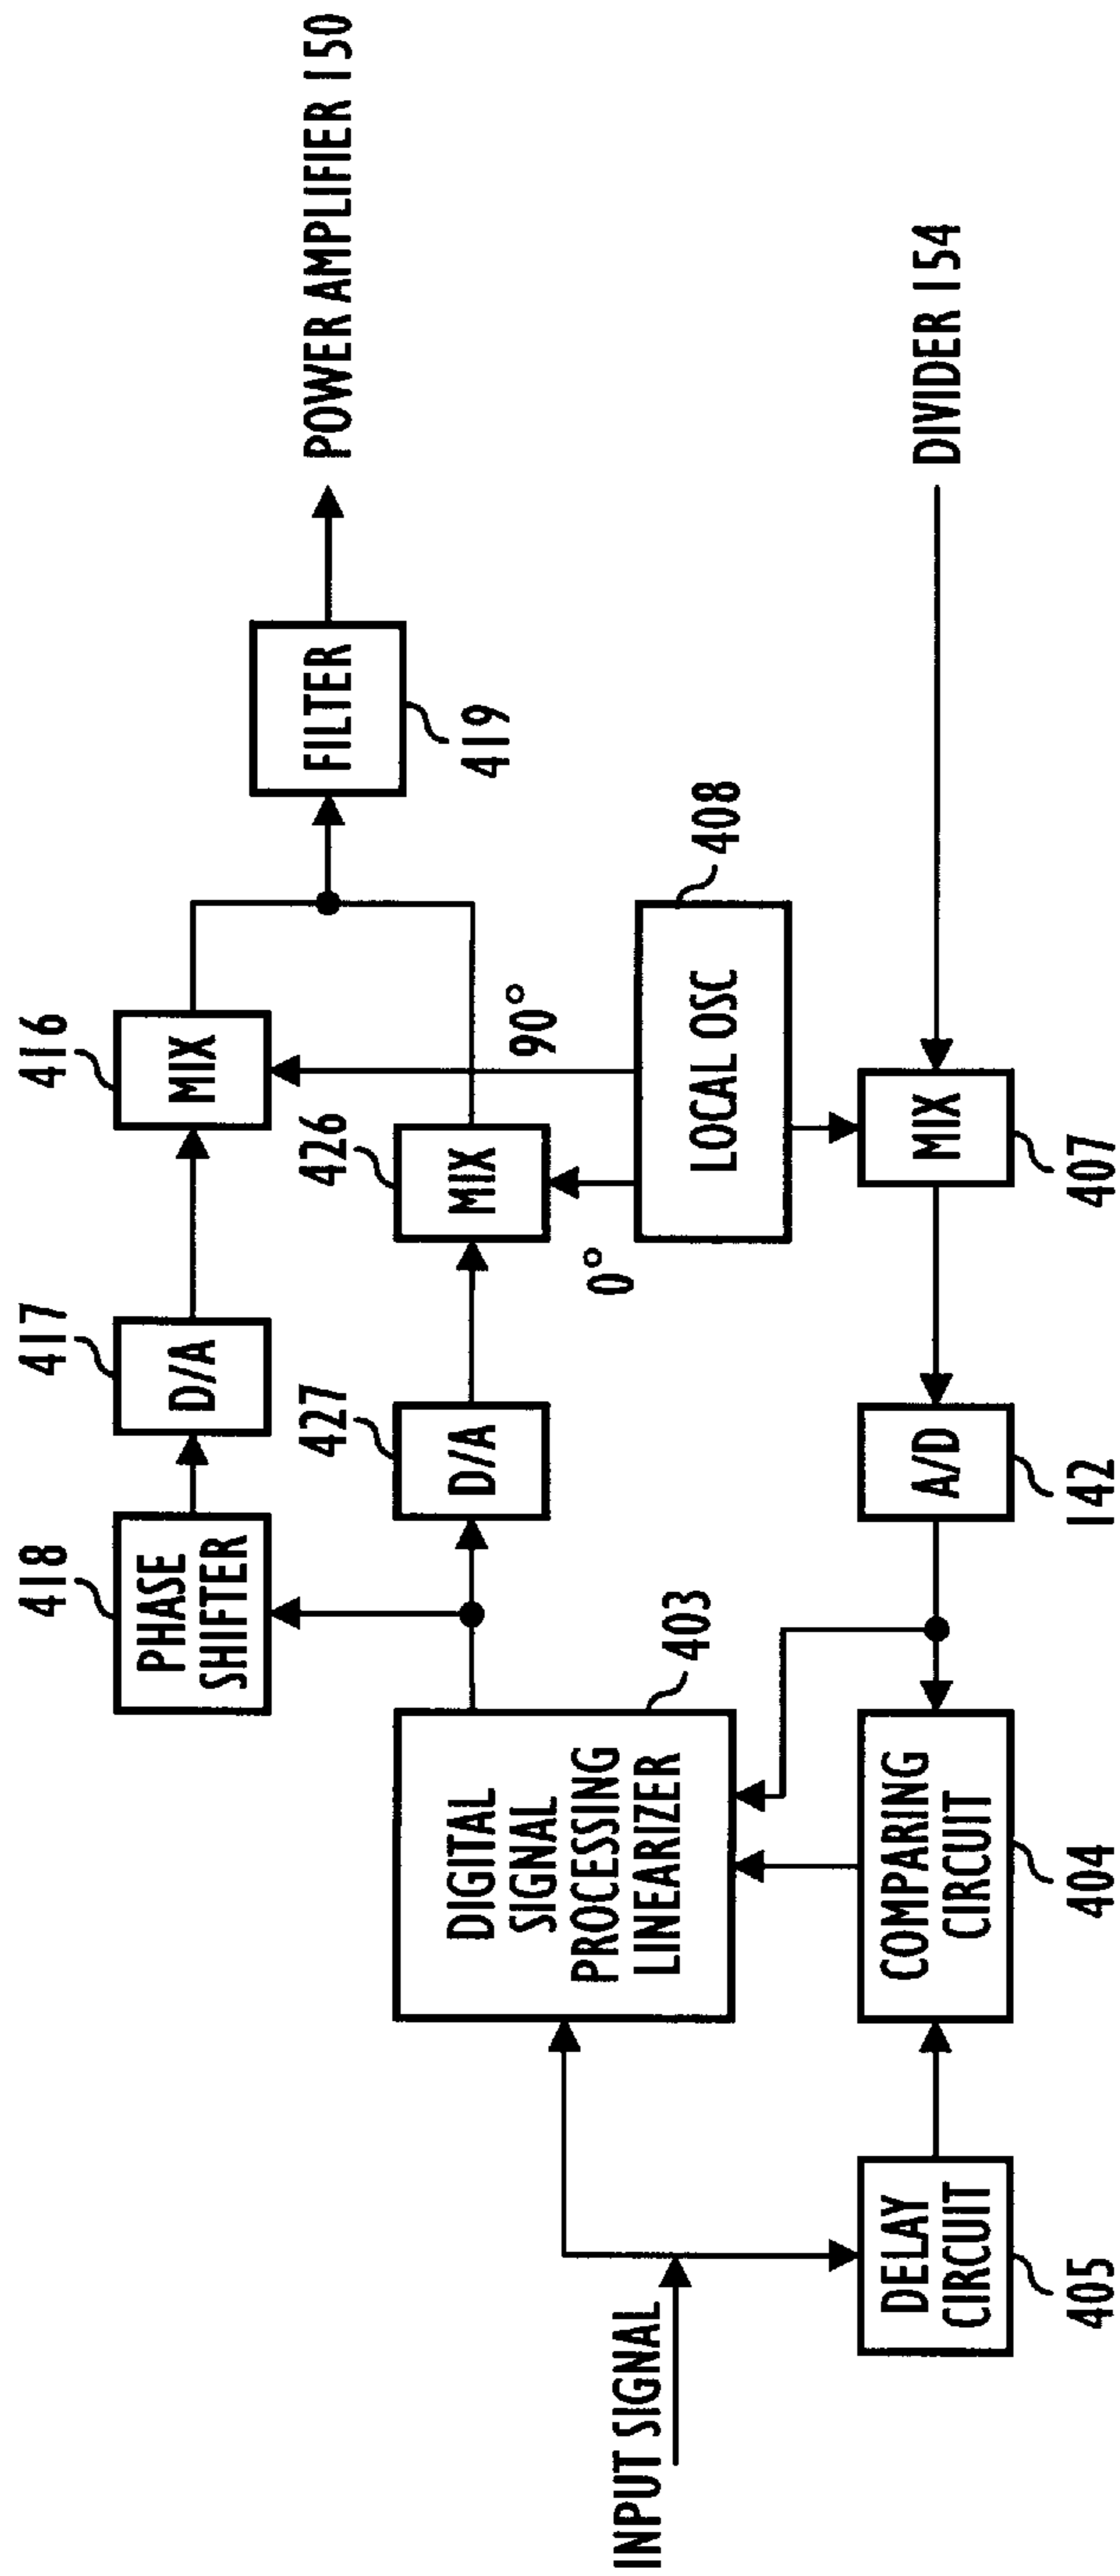 416
417
418
MIX
D/A
PHASE
SHIFTER
POWER AMPLIFIER 150
FILTER
419
426
427
MIX
D/A
90°
0°
DIGITAL
SIGNAL
PROCESSING
LINEARIZER
403
408
LOCAL OSC
INPUT SIGNAL
DELAY
CIRCUIT
405
COMPARING
CIRCUIT
404
A/D
142
MIX
407
DIVIDER 154